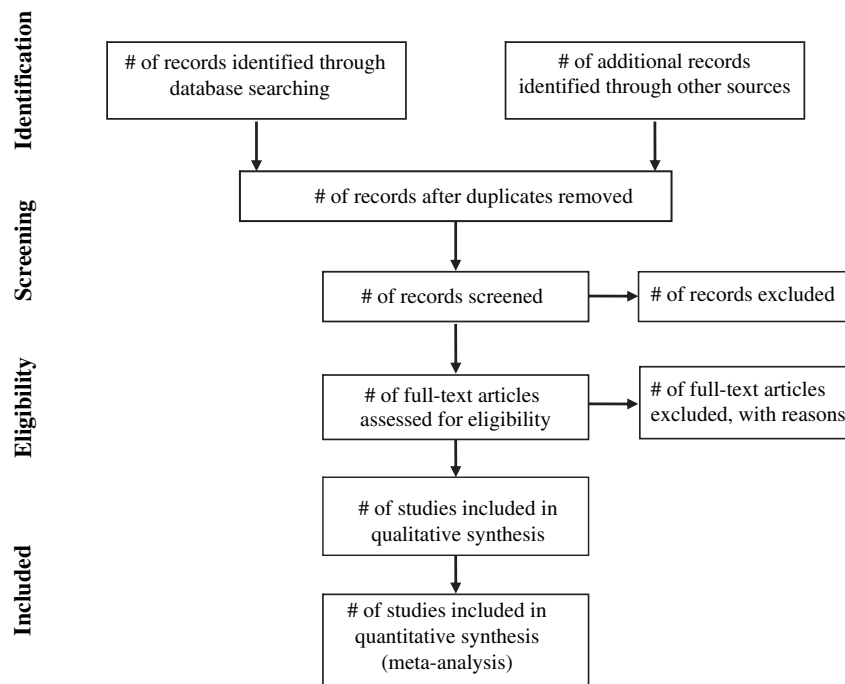 Identification
# of records identified through
database searching
# of additional records
identified through other sources
# of records after duplicates removed
Screening
# of records screened
# of records excluded
Eligibility
# of full-text articles
assessed for eligibility
# of full-text articles
excluded, with reasons
Included
# of studies included in
qualitative synthesis
# of studies included in
quantitative synthesis
(meta-analysis)